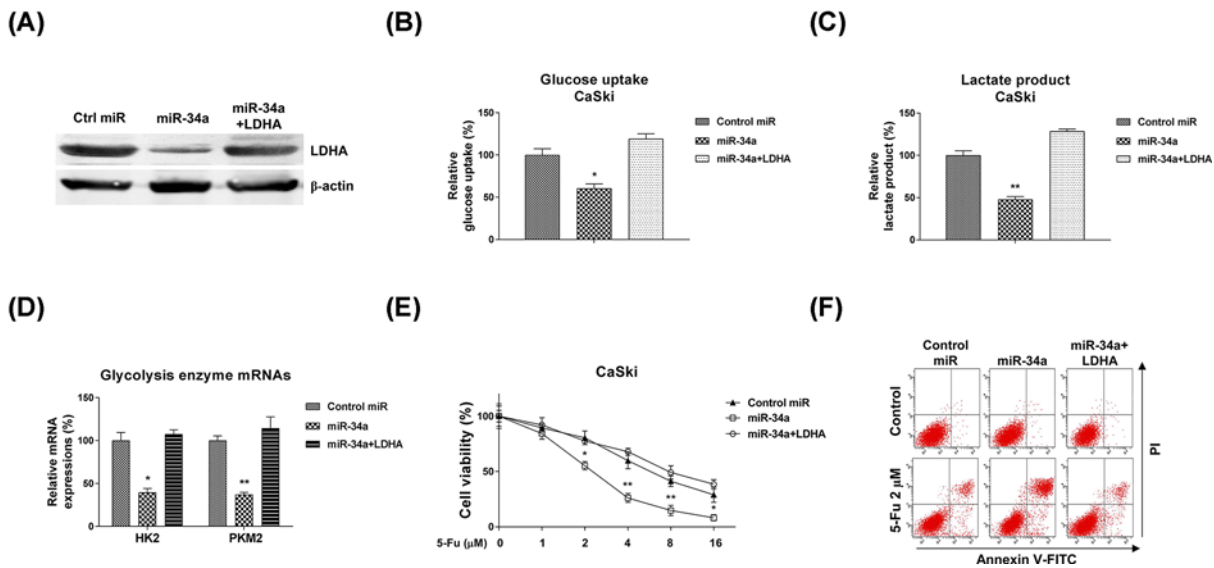 (A)
Ctrl miR
miR-34a
miR-34a
+LDHA
LDHA
β-actin
(B)
Glucose uptake
CaSki
Relative
glucose uptake (%)
150
100
50
0
*
Control miR
miR-34a
miR-34a+LDHA
(C)
Lactate product
CaSki
Relative
lactate product (%)
150
100
50
0
**
Control miR
miR-34a
miR-34a+LDHA
(D)
Glycolysis enzyme mRNAs
Relative mRNA
expressions (%)
150
100
50
0
*
**
HK2
PKM2
Control miR
miR-34a
miR-34a+LDHA
(E)
CaSki
Cell viability (%)
100
50
0
*
**
**
*
5-Fu (μM) 0 1 2 4 8 16
Control miR
miR-34a
miR-34a+LDHA
(F)
Control
miR
miR-34a
miR-34a+
LDHA
Control
5-Fu 2 μM
PI
Annexin V-FITC